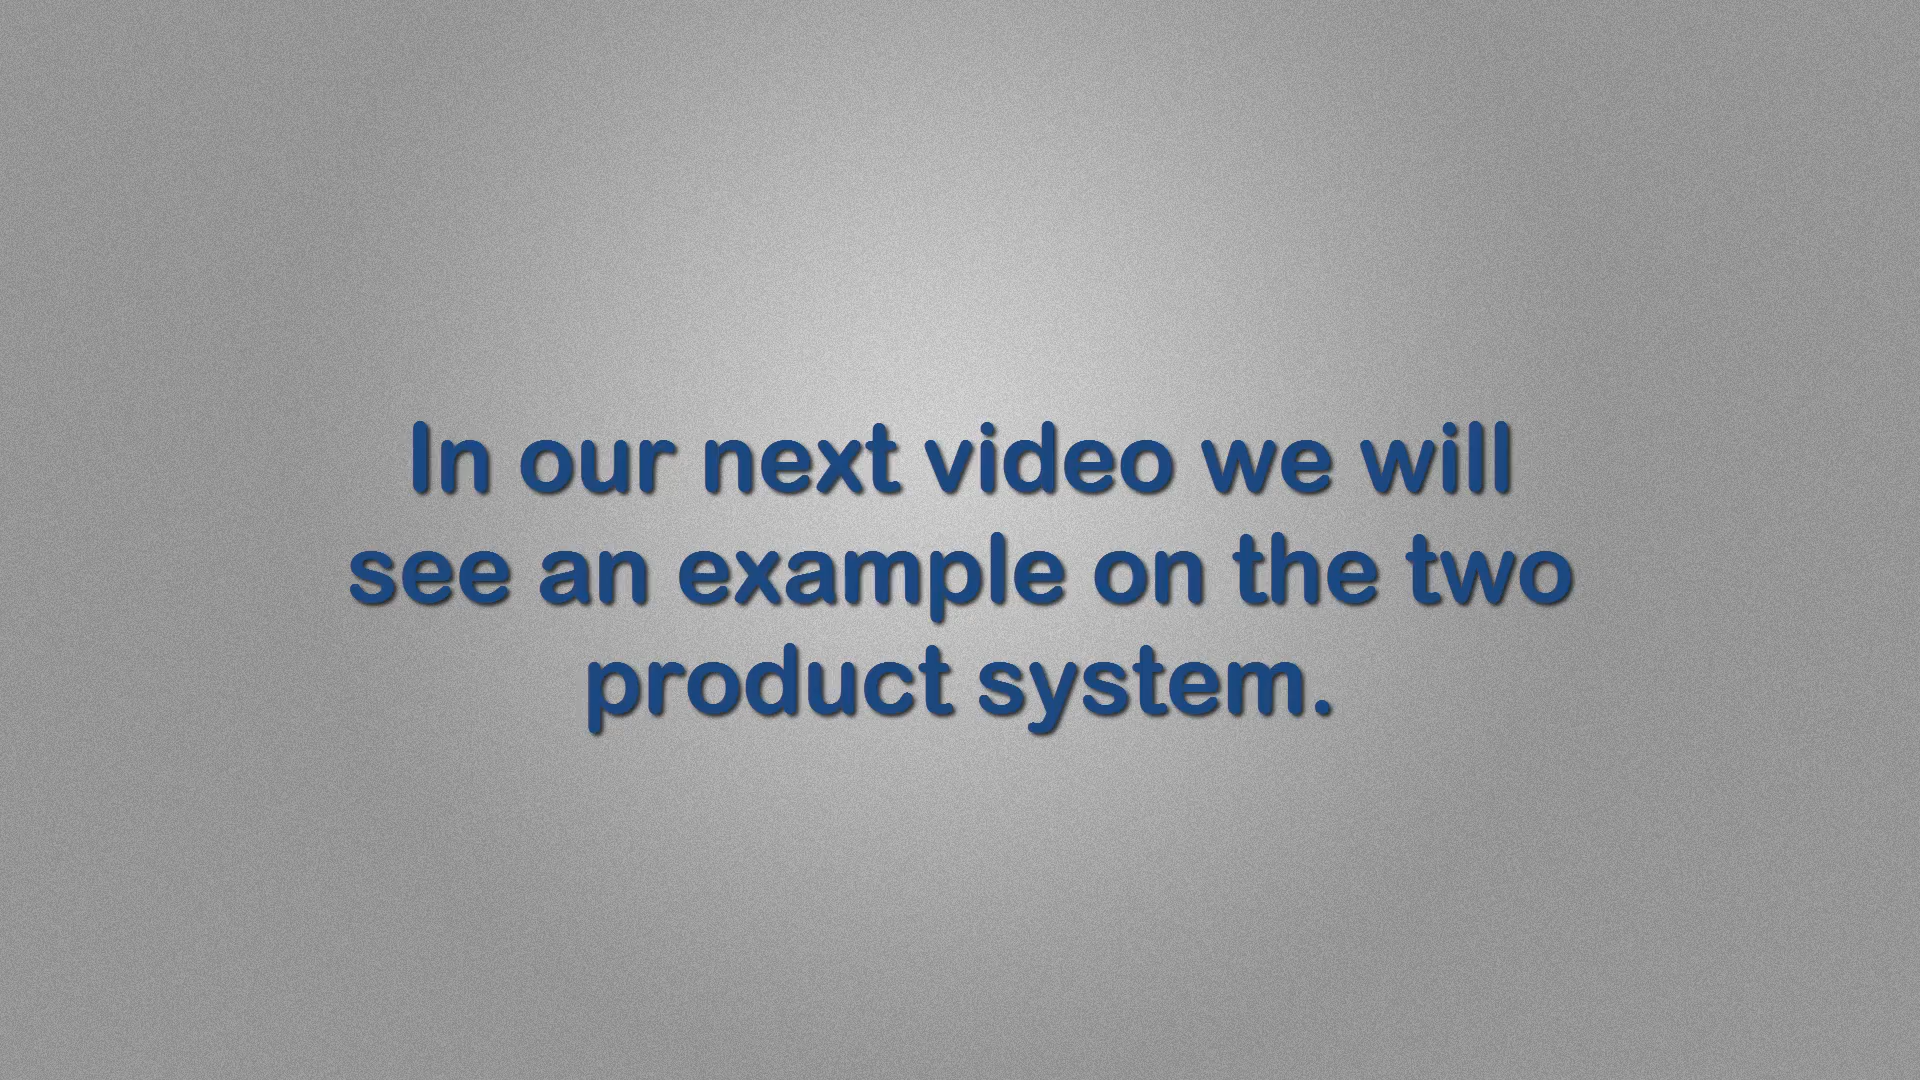 In our next video we will
see an example on the two
product system.